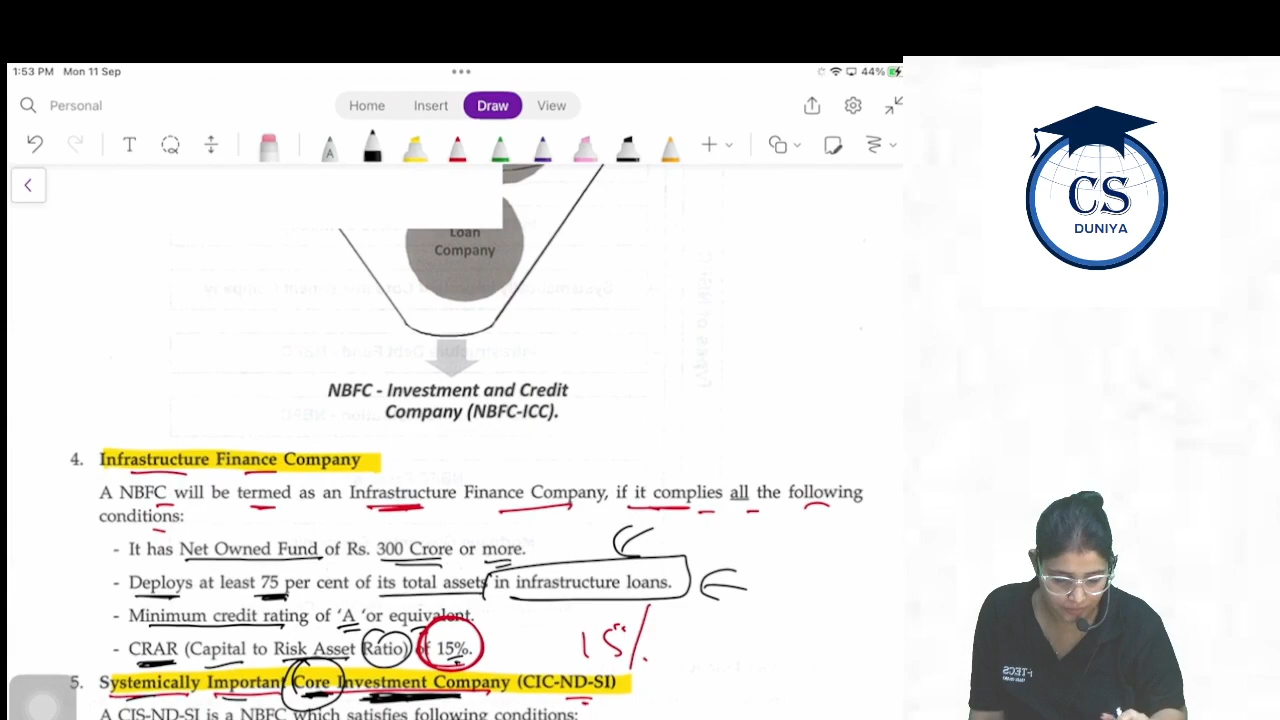 1:53 PM Mon 11 Sep
44%
Personal
Home Insert Draw View
T
A
Loan
Company
NBFC - Investment and Credit
Company (NBFC-ICC).
4. Infrastructure Finance Company
A NBFC will be termed as an Infrastructure Finance Company, if it complies all the following
conditions:
- It has Net Owned Fund of Rs. 300 Crore or more.
- Deploys at least 75 per cent of its total assets in infrastructure loans.
- Minimum credit rating of 'A 'or equivalent.
- CRAR (Capital to Risk Asset Ratio) of 15%.
15%
5. Systemically Important Core Investment Company (CIC-ND-SI)
A CIS-ND-SI is a NBFC which satisfies following conditions:
CS
DUNIYA